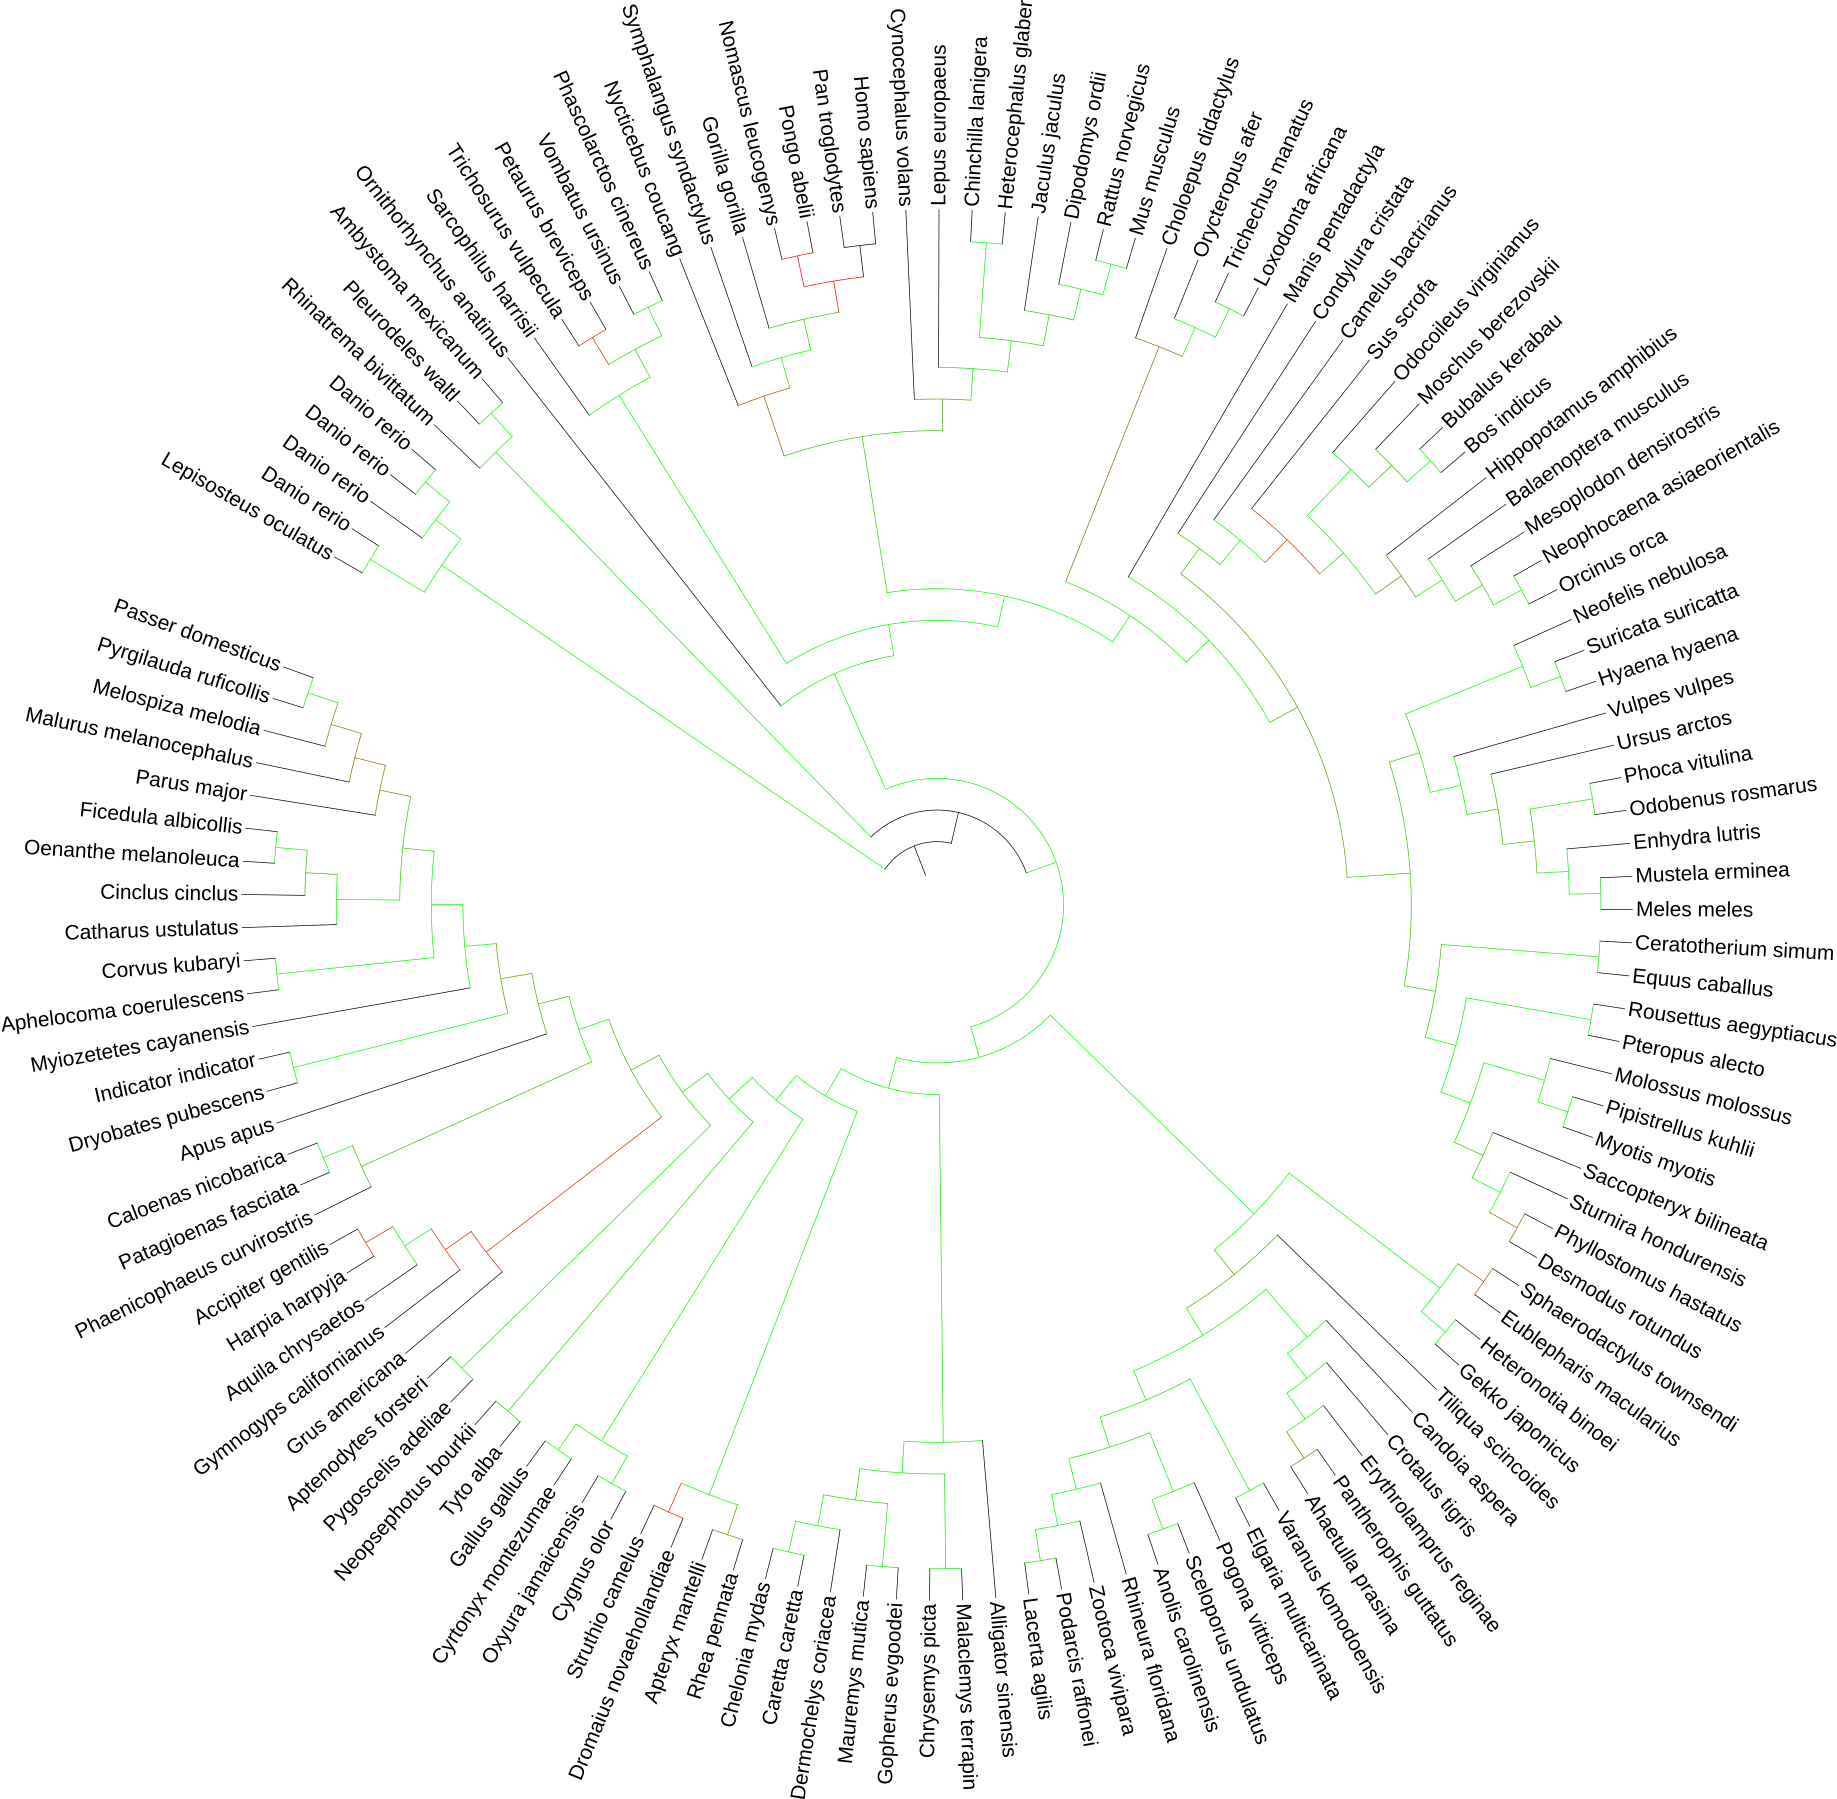 Lepisosteus oculatus
Danio rerio
Danio rerio
Danio rerio
Danio rerio
Rhinatrema bivittatum
Pleurodeles waltl
Ambystoma mexicanum
Ornithorhynchus anatinus
Sarcophilus harrisii
Trichosurus vulpecula
Petaurus breviceps
Vombatus ursinus
Phascolarctos cinereus
Nycticebus coucang
Symphalangus syndactylus
Gorilla gorilla
Nomascus leucogenys
Pongo abelii
Pan troglodytes
Homo sapiens
Cynocephalus volans
Lepus europaeus
Chinchilla lanigera
Heterocephalus glaber
Jaculus jaculus
Dipodomys ordii
Rattus norvegicus
Mus musculus
Choloepus didactylus
Orycteropus afer
Trichechus manatus
Loxodonta africana
Manis pentadactyla
Condylura cristata
Camelus bactrianus
Sus scrofa
Odocoileus virginianus
Moschus berezovskii
Bubalus kerabau
Bos indicus
Hippopotamus amphibius
Balaenoptera musculus
Mesoplodon densirostris
Neophocaena asiaeorientalis
Orcinus orca
Neofelis nebulosa
Suricata suricatta
Hyaena hyaena
Vulpes vulpes
Ursus arctos
Phoca vitulina
Odobenus rosmarus
Enhydra lutris
Mustela erminea
Meles meles
Ceratotherium simum
Equus caballus
Rousettus aegyptiacus
Pteropus alecto
Molossus molossus
Pipistrellus kuhlii
Myotis myotis
Saccopteryx bilineata
Sturnira hondurensis
Phyllostomus hastatus
Desmodus rotundus
Sphaerodactylus townsendi
Eublepharis macularius
Heteronotia binoei
Gekko japonicus
Tiliqua scincoides
Candoia aspera
Crotalus tigris
Erythrolamprus reginae
Pantherophis guttatus
Ahaetulla prasina
Varanus komodoensis
Elgaria multicarinata
Pogona vitticeps
Sceloporus undulatus
Anolis carolinensis
Rhineura floridana
Zootoca vivipara
Podarcis raffonei
Lacerta agilis
Alligator sinensis
Malaclemys terrapin
Chrysemys picta
Gopherus evgoodei
Mauremys mutica
Dermochelys coriacea
Caretta caretta
Chelonia mydas
Rhea pennata
Apteryx mantelli
Dromaius novaehollandiae
Struthio camelus
Cygnus olor
Oxyura jamaicensis
Cyrtonyx montezumae
Gallus gallus
Tyto alba
Neopsephotus bourkii
Pygoscelis adeliae
Aptenodytes forsteri
Grus americana
Gymnogyps californianus
Aquila chrysaetos
Harpia harpyja
Accipiter gentilis
Phaenicophaeus curvirostris
Patagioenas fasciata
Caloenas nicobarica
Apus apus
Dryobates pubescens
Indicator indicator
Myiozetetes cayanensis
Aphelocoma coerulescens
Corvus kubaryi
Catharus ustulatus
Cinclus cinclus
Oenanthe melanoleuca
Ficedula albicollis
Parus major
Malurus melanocephalus
Melospiza melodia
Pyrgilauda ruficollis
Passer domesticus